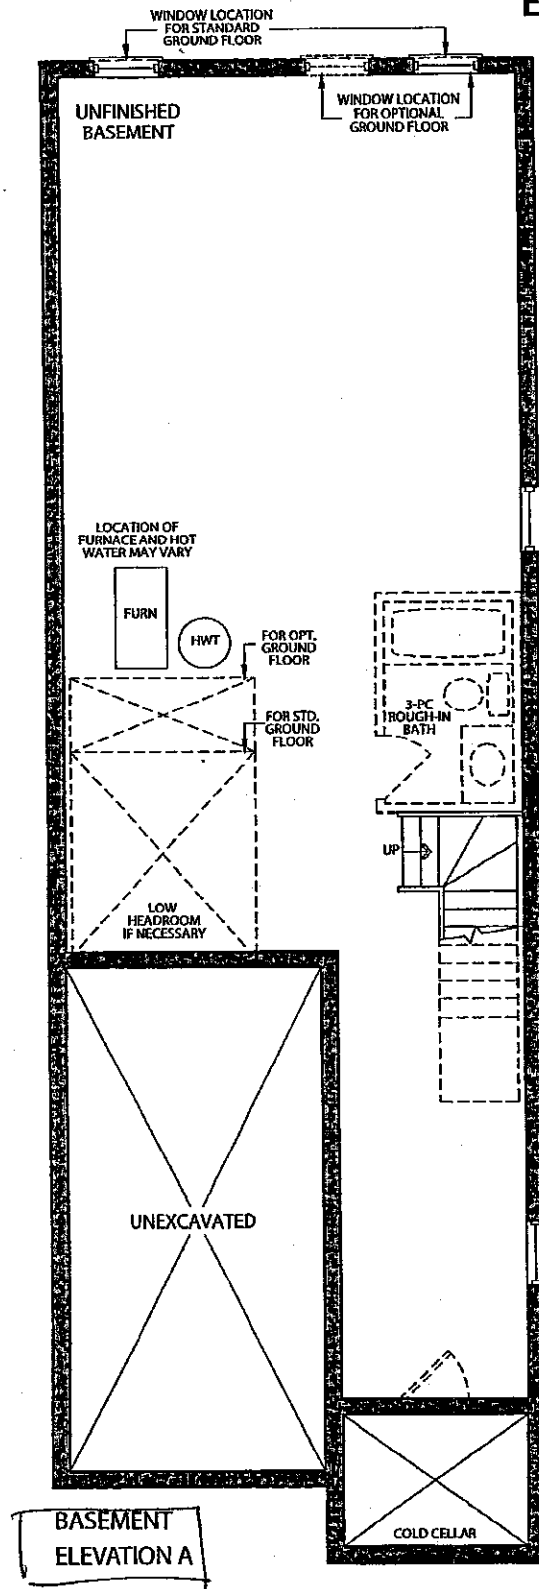 WINDOW LOCATION
FOR STANDARD
GROUND FLOOR
UNFINISHED
BASEMENT
WINDOW LOCATION
FOR OPTIONAL
GROUND FLOOR
LOCATION OF
FURNACE AND HOT
WATER MAY VARY
FURN
HWT
FOR OPT.
GROUND
FLOOR
FOR STD.
GROUND
FLOOR
3-PC
ROUGH-IN
BATH
UP
LOW
HEADROOM
IF NECESSARY
UNEXCAVATED
COLD CELLAR
BASEMENT
ELEVATION A